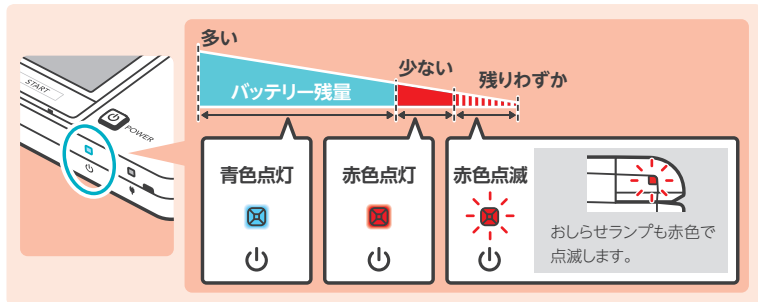 多い
少ない
残りわずか
バッテリー残量
START
POWER
青色点灯
赤色点灯
赤色点滅
おしらせランプも赤色で
点滅します。